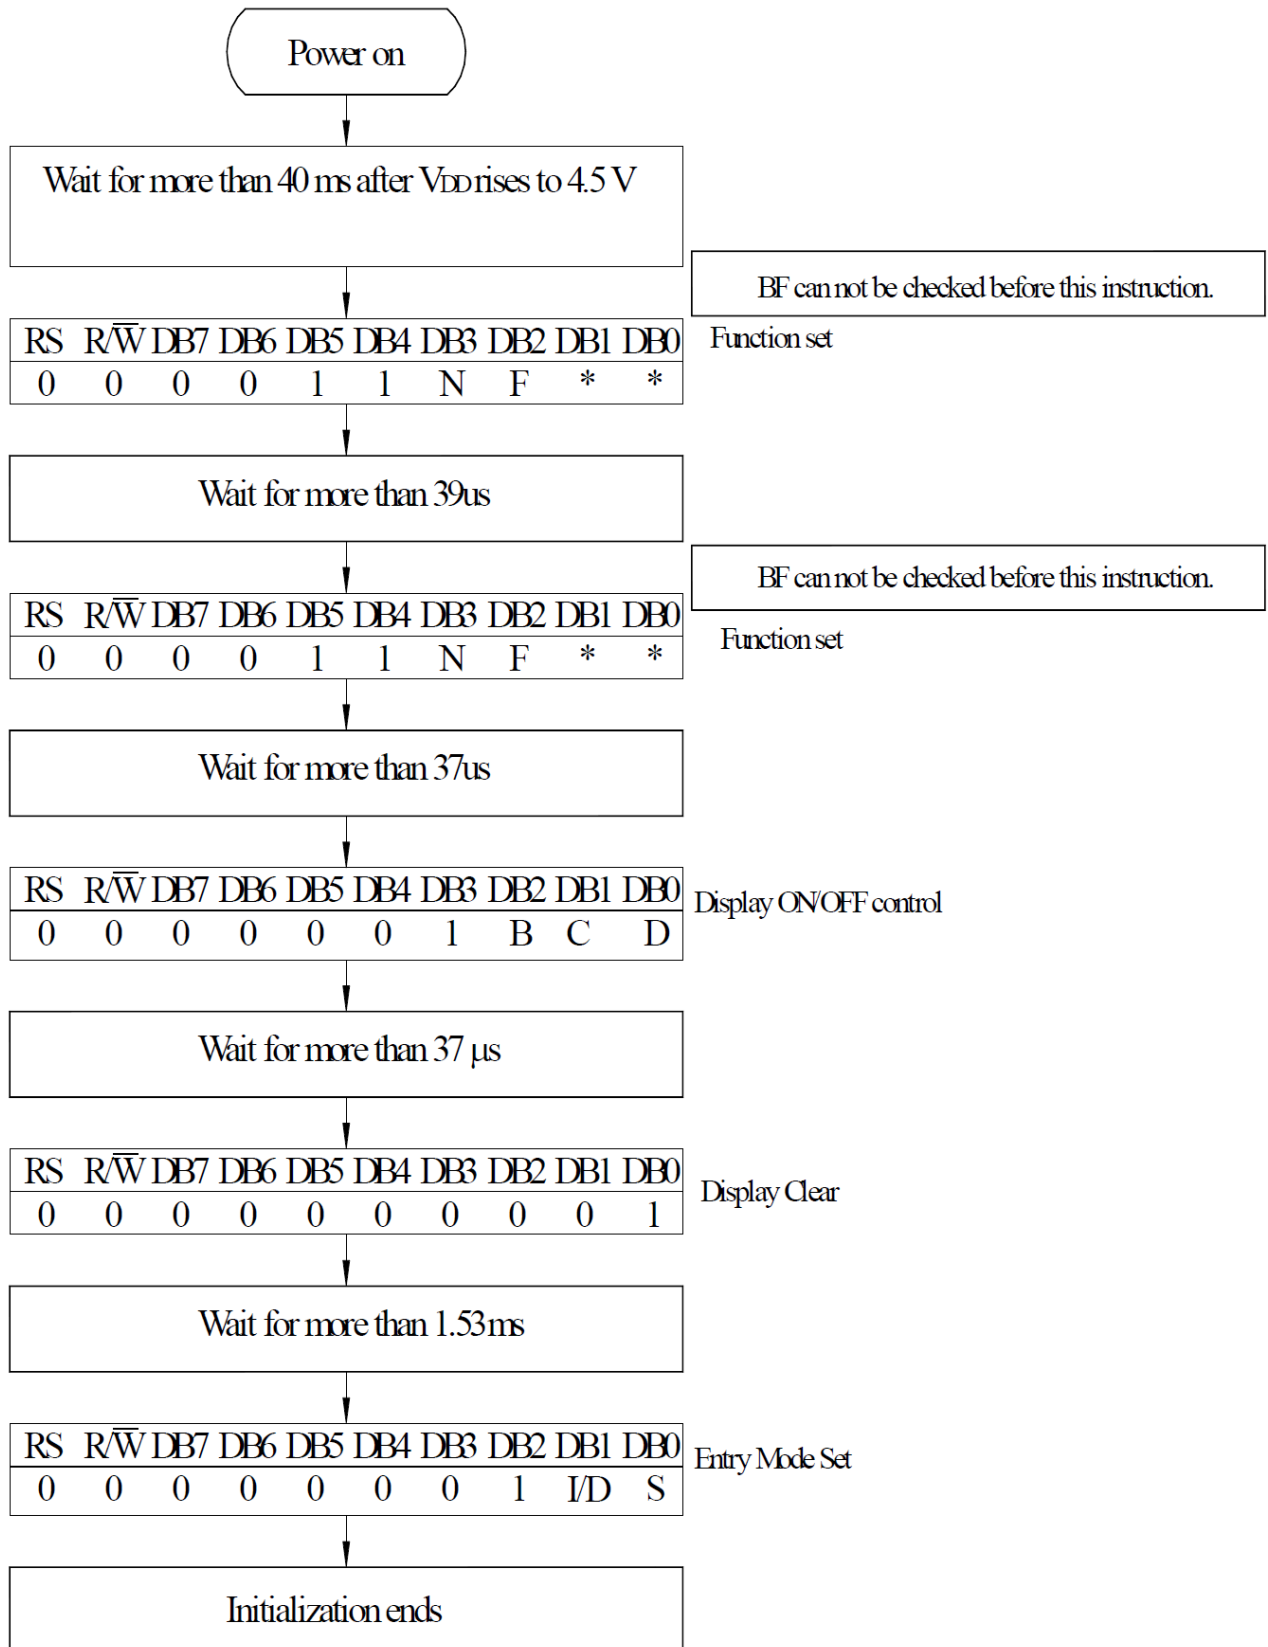 Power on
Wait for more than 40 ms after VDD rises to 4.5 V
BF can not be checked before this instruction.
RS R/W̅ DB7 DB6 DB5 DB4 DB3 DB2 DB1 DB0
Function set
0 0 0 0 1 1 N F * *
Wait for more than 39us
BF can not be checked before this instruction.
RS R/W̅ DB7 DB6 DB5 DB4 DB3 DB2 DB1 DB0
Function set
0 0 0 0 1 1 N F * *
Wait for more than 37us
RS R/W̅ DB7 DB6 DB5 DB4 DB3 DB2 DB1 DB0
Display ON/OFF control
0 0 0 0 0 0 1 B C D
Wait for more than 37 μs
RS R/W̅ DB7 DB6 DB5 DB4 DB3 DB2 DB1 DB0
Display Clear
0 0 0 0 0 0 0 0 0 1
Wait for more than 1.53ms
RS R/W̅ DB7 DB6 DB5 DB4 DB3 DB2 DB1 DB0
Entry Mode Set
0 0 0 0 0 0 0 1 I/D S
Initialization ends